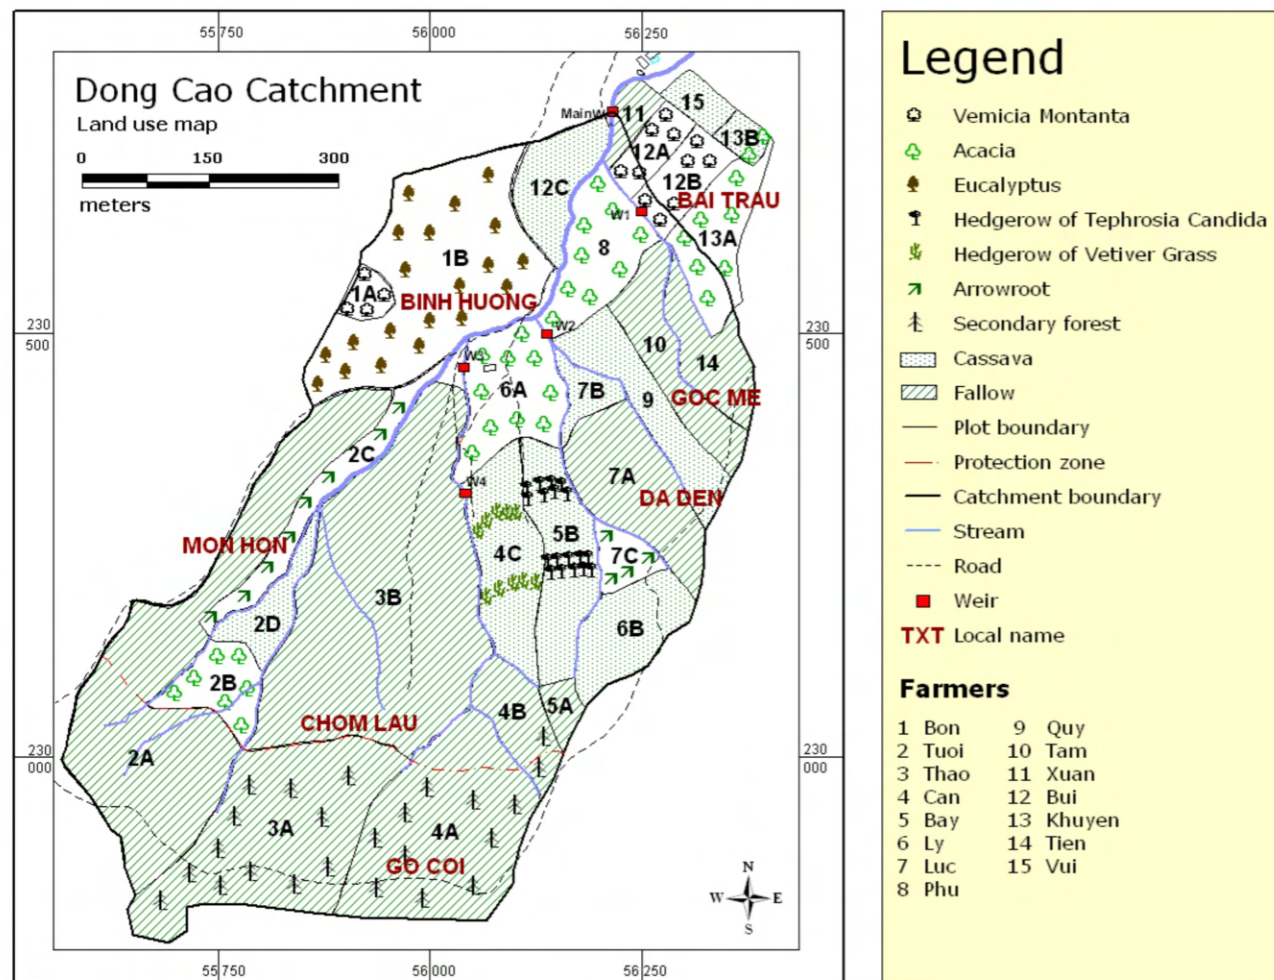 55 750 56 000 56 250
Dong Cao Catchment
Land use map
0 150 300
meters
MainW
11
15
13B
12A
12B
BAI TRAU
12C
W1
13A
8
1B
1A
BINH HUONG
230
500
230
500
W2
W3
10
14
6A
7B
9
GOC ME
2C
W4
7A
DA DEN
MON HON
5B
4C
7C
3B
2D
6B
2B
CHOM LAU
4B
5A
2A
230
000
230
000
3A
4A
GO COI
N
W E
S
55 750 56 000 56 250
Legend
Vemicia Montanta
Acacia
Eucalyptus
Hedgerow of Tephrosia Candida
Hedgerow of Vetiver Grass
Arrowroot
Secondary forest
Cassava
Fallow
Plot boundary
Protection zone
Catchment boundary
Stream
Road
Weir
TXT Local name
Farmers
1 Bon 9 Quy
2 Tuoi 10 Tam
3 Thao 11 Xuan
4 Can 12 Bui
5 Bay 13 Khuyen
6 Ly 14 Tien
7 Luc 15 Vui
8 Phu